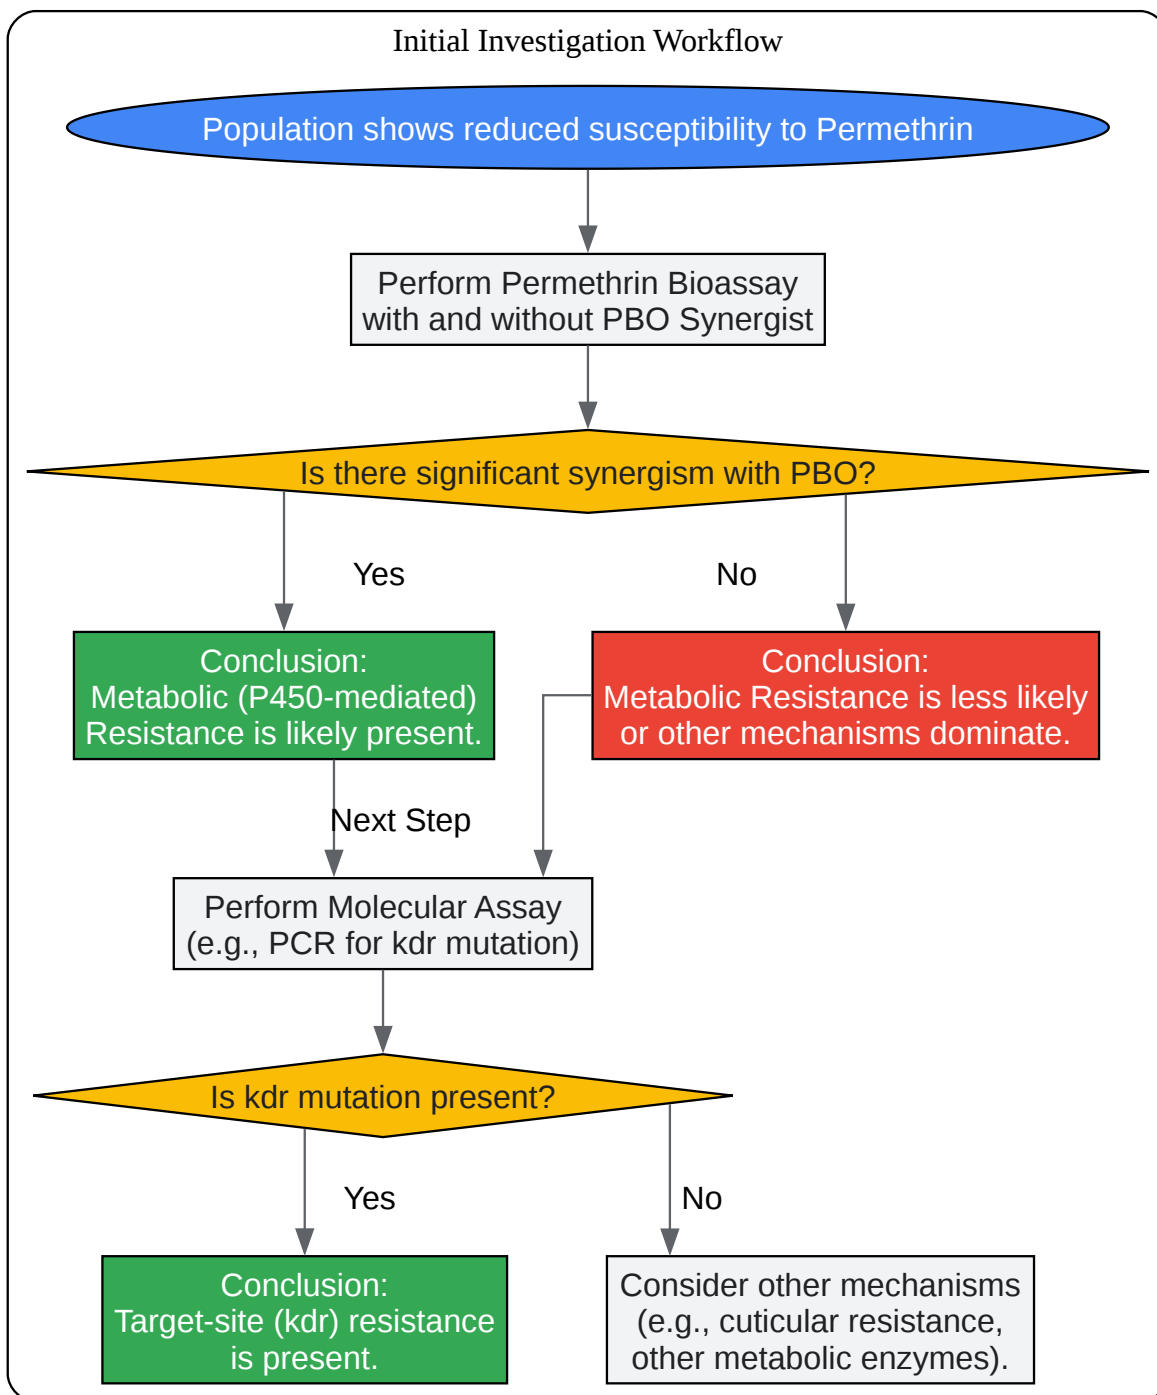 Initial Investigation Workflow
Population shows reduced susceptibility to Permethrin
Perform Permethrin Bioassay
with and without PBO Synergist
Is there significant synergism with PBO?
Yes
No
Conclusion:
Metabolic (P450-mediated)
Resistance is likely present.
Conclusion:
Metabolic Resistance is less likely
or other mechanisms dominate.
Next Step
Perform Molecular Assay
(e.g., PCR for kdr mutation)
Is kdr mutation present?
Yes
No
Conclusion:
Target-site (kdr) resistance
is present.
Consider other mechanisms
(e.g., cuticular resistance,
other metabolic enzymes).